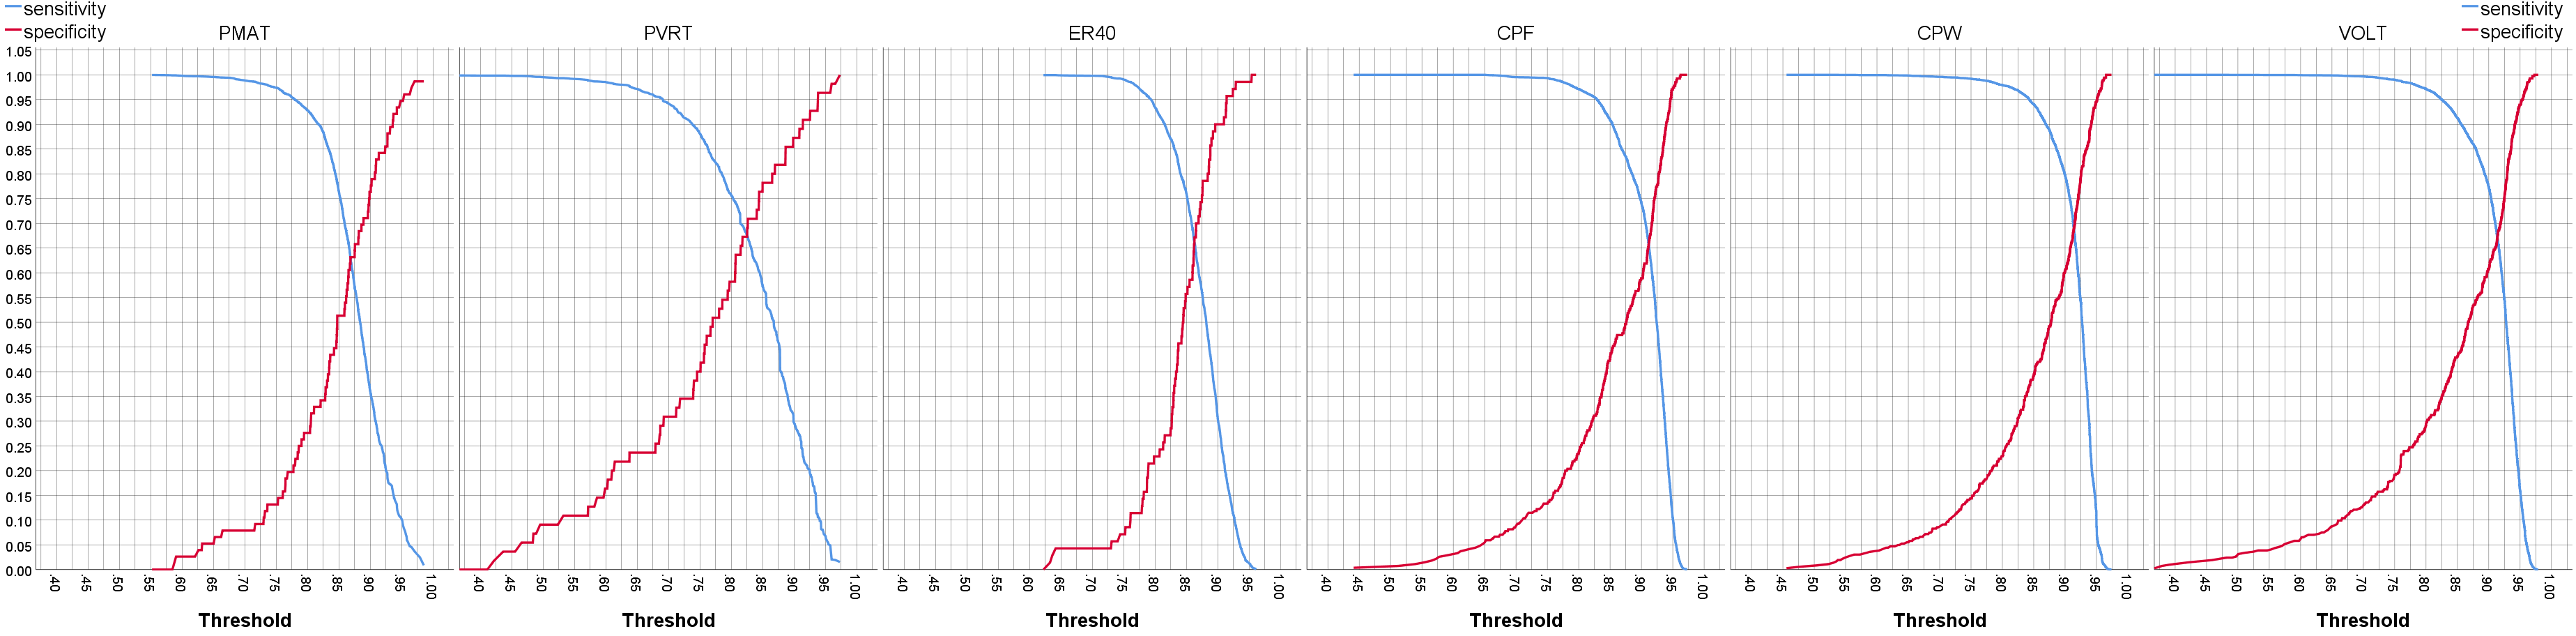 sensitivity
specificity
sensitivity
specificity
PMAT PVRT ER40 CPF CPW VOLT
1.05
1.00
0.95
0.90
0.85
0.80
0.75
0.70
0.65
0.60
0.55
0.50
0.45
0.40
0.35
0.30
0.25
0.20
0.15
0.10
0.05
0.00
.40 .45 .50 .55 .60 .65 .70 .75 .80 .85 .90 .95 1.00
.40 .45 .50 .55 .60 .65 .70 .75 .80 .85 .90 .95 1.00
.40 .45 .50 .55 .60 .65 .70 .75 .80 .85 .90 .95 1.00
.40 .45 .50 .55 .60 .65 .70 .75 .80 .85 .90 .95 1.00
.40 .45 .50 .55 .60 .65 .70 .75 .80 .85 .90 .95 1.00
.40 .45 .50 .55 .60 .65 .70 .75 .80 .85 .90 .95 1.00
Threshold Threshold Threshold Threshold Threshold Threshold